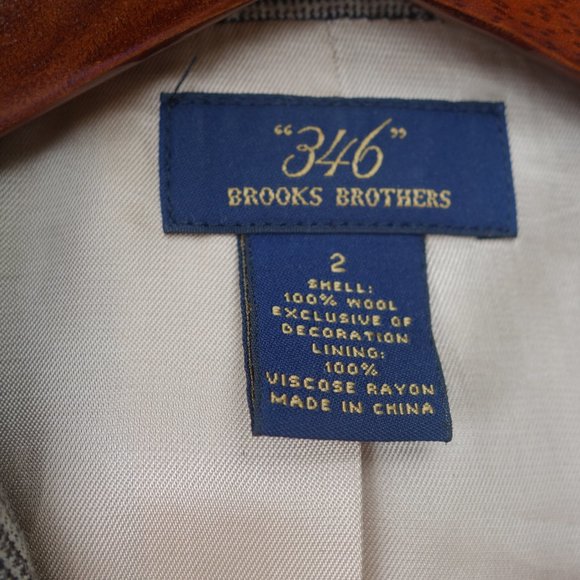 "346"
BROOKS BROTHERS
2
SHELL:
100% WOOL
EXCLUSIVE OF
DECORATION
LINING:
100%
VISCOSE RAYON
MADE IN CHINA